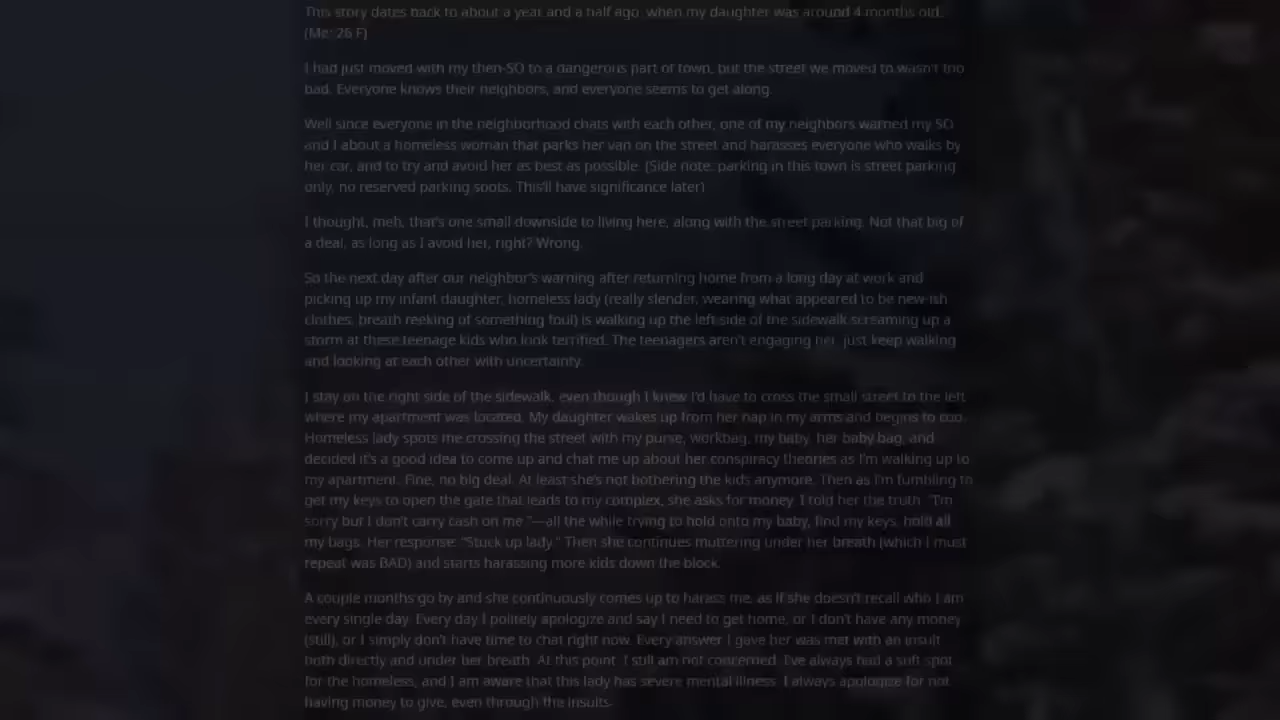 This story dates back to about a year and a half ago, when my daughter was around 4 months old.
(Me: 26 F)
I had just moved with my then-SO to a dangerous part of town, but the street we moved to wasn't too
bad. Everyone knows their neighbors, and everyone seems to get along.
Well since everyone in the neighborhood chats with each other, one of my neighbors warned my SO
and I about a homeless woman that parks her van on the street and harasses everyone who walks by
her car, and to try and avoid her as best as possible. (Side note: parking in this town is street parking
only, no reserved parking spots. This'll have significance later)
I thought, meh, that's one small downside to living here, along with the street parking. Not that big of
a deal, as long as I avoid her, right? Wrong.
So the next day after our neighbor's warning after returning home from a long day at work and
picking up my infant daughter, homeless lady (really slender, wearing what appeared to be new-ish
clothes, breath reeking of something foul) is walking up the left side of the sidewalk screaming up a
storm at these teenage kids who look terrified. The teenagers aren't engaging her, just keep walking
and looking at each other with uncertainty.
I stay on the right side of the sidewalk, even though I knew I'd have to cross the small street to the left
where my apartment was located. My daughter wakes up from her nap in my arms and begins to coo.
Homeless lady spots me crossing the street with my purse, workbag, my baby, her baby bag, and
decided it's a good idea to come up and chat me up about her conspiracy theories as I'm walking up to
my apartment. Fine, no big deal. At least she's not bothering the kids anymore. Then as I'm fumbling to
get my keys to open the gate that leads to my complex, she asks for money. I told her the truth. "I'm
sorry but I don't carry cash on me."—all the while trying to hold onto my baby, find my keys, hold all
my bags. Her response: "Stuck up lady." Then she continues muttering under her breath (which I must
repeat was BAD) and starts harassing more kids down the block.
A couple months go by and she continuously comes up to harass me, as if she doesn't recall who I am
every single day. Every day I politely apologize and say I need to get home, or I don't have any money
(still), or I simply don't have time to chat right now. Every answer I gave her was met with an insult
both directly and under her breath. At this point, I still am not concerned. I've always had a soft spot
for the homeless, and I am aware that this lady has severe mental illness. I always apologize for not
having money to give, even through the insults.